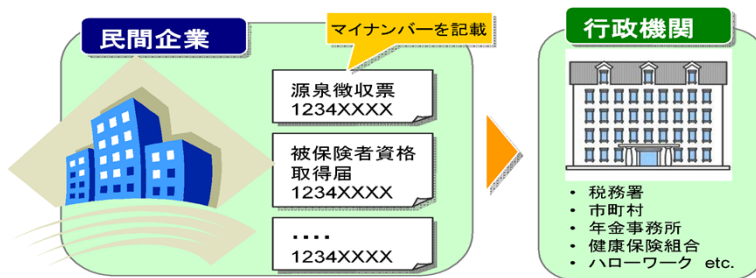 民間企業
マイナンバーを記載
源泉徴収票
1234XXXX
被保険者資格
取得届
1234XXXX
‥‥
1234XXXX
行政機関
・ 税務署
・ 市町村
・ 年金事務所
・ 健康保険組合
・ ハローワーク etc.